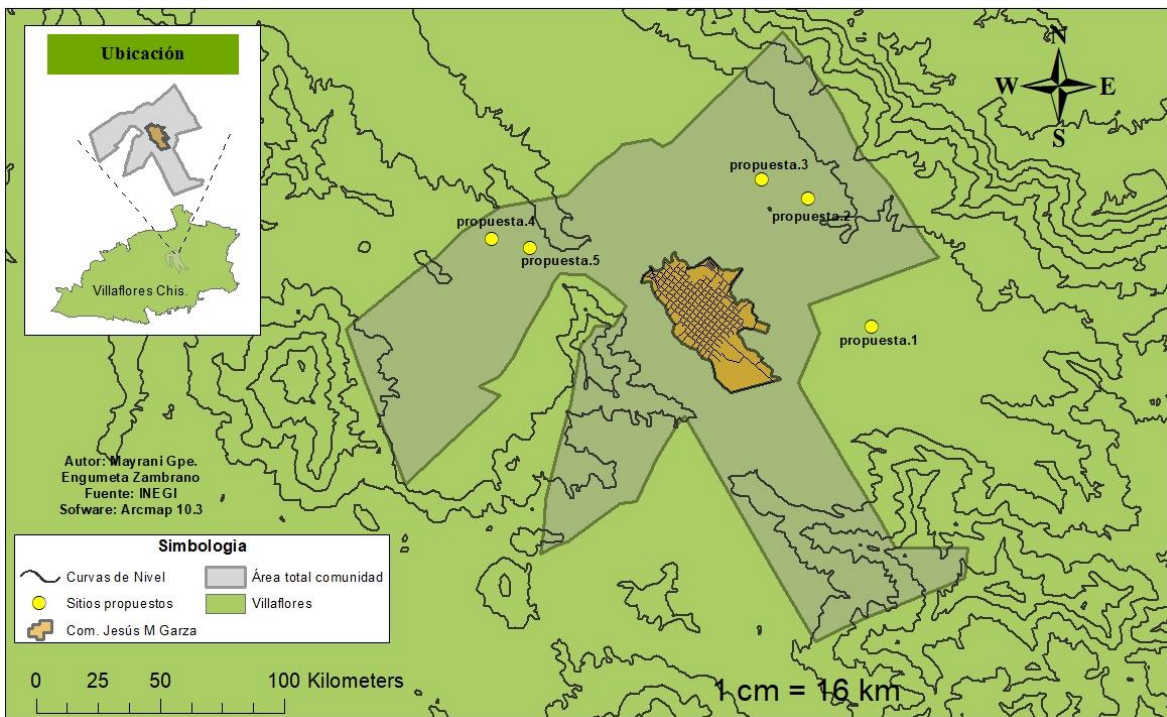 Ubicación
Villaflores Chis.
N
W E
S
propuesta.3
propuesta.2
propuesta.4
propuesta.5
propuesta.1
Autor: Mayrani Gpe.
Engumeta Zambrano
Fuente: INEGI
Sofware: Arcmap 10.3
Simbologia
Curvas de Nivel
Área total comunidad
Sitios propuestos
Villaflores
Com. Jesús M Garza
0 25 50 100 Kilometers
1 cm = 16 km